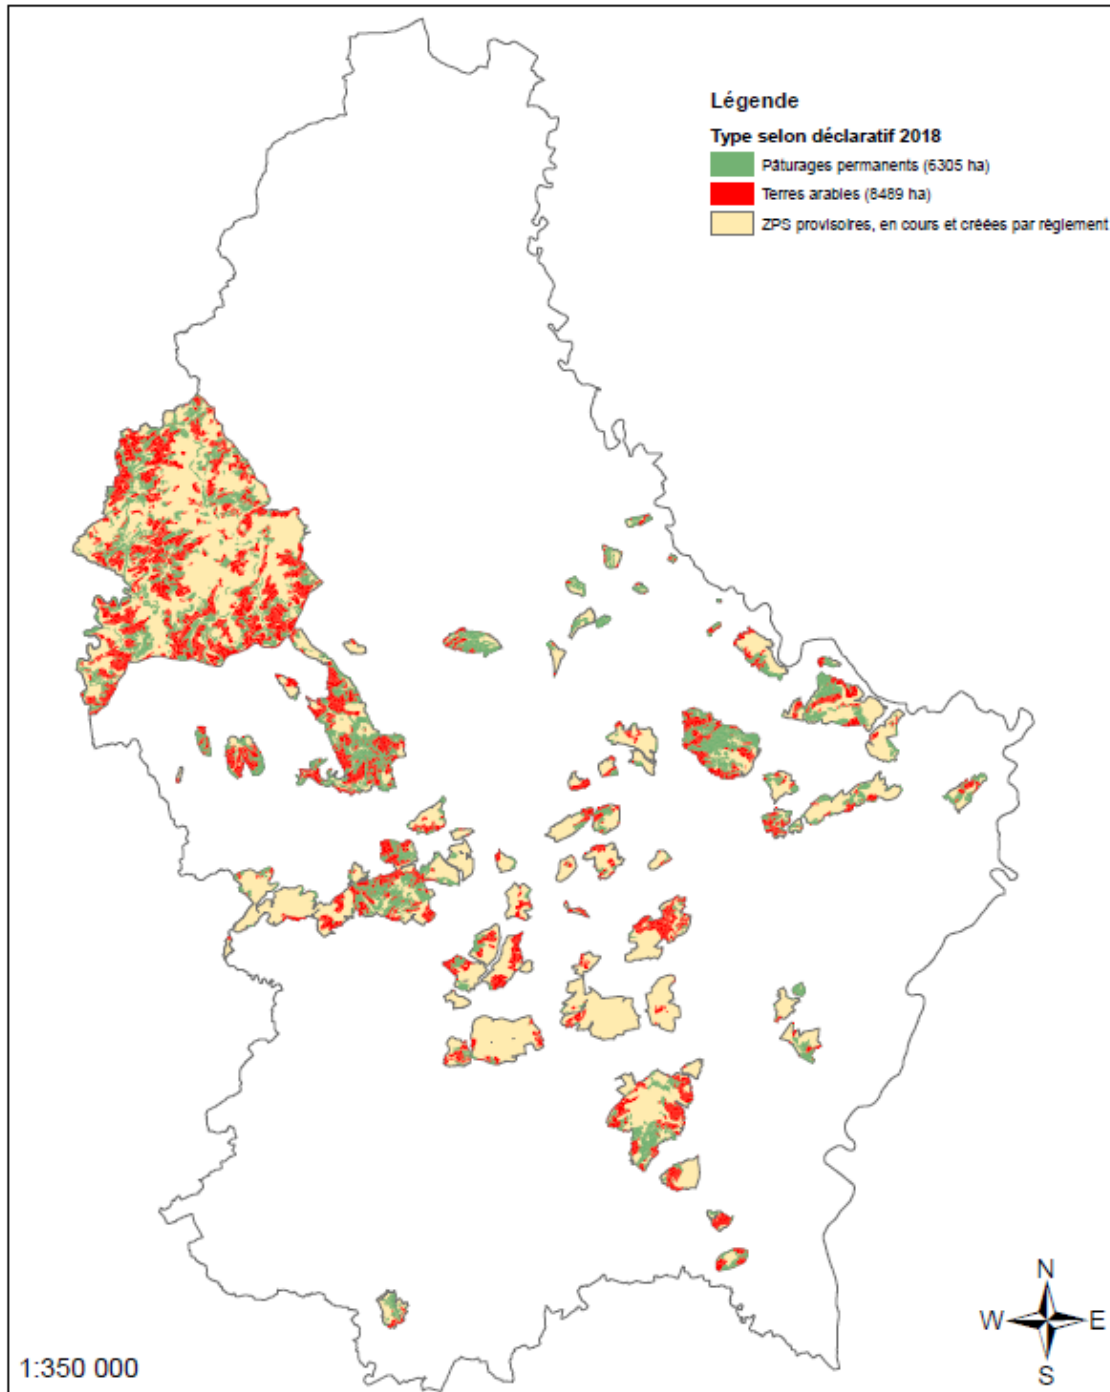 Légende
Type selon déclaratif 2018
Pâturages permanents (6305 ha)
Terres arables (8489 ha)
ZPS provisoires, en cours et créées par règlement
N
W E
S
1:350 000